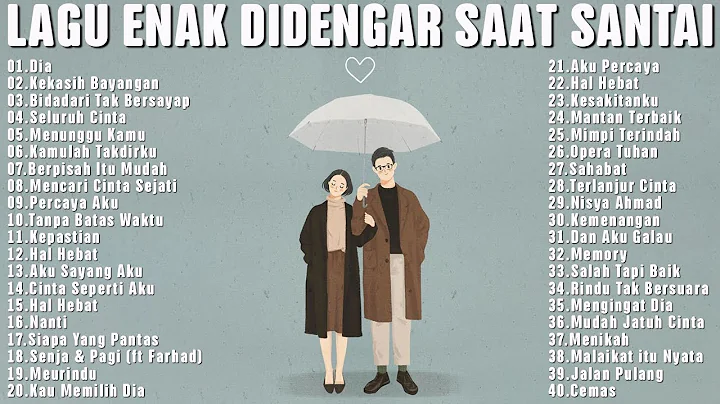 LAGU ENAK DIDENGAR SAAT SANTAI
01.Dia
02.Kekasih Bayangan
03.Bidadari Tak Bersayap
04.Seluruh Cinta
05.Menunggu Kamu
06.Kamulah Takdirku
07.Berpisah Itu Mudah
08.Mencari Cinta Sejati
09.Percaya Aku
10.Tanpa Batas Waktu
11.Kepastian
12.Hal Hebat
13.Aku Sayang Aku
14.Cinta Seperti Aku
15.Hal Hebat
16.Nanti
17.Siapa Yang Pantas
18.Senja & Pagi (ft Farhad)
19.Meurindu
20.Kau Memilih Dia
21.Aku Percaya
22.Hal Hebat
23.Kesakitanku
24.Mantan Terbaik
25.Mimpi Terindah
26.Opera Tuhan
27.Sahabat
28.Terlanjur Cinta
29.Nisya Ahmad
30.Kemenangan
31.Dan Aku Galau
32.Memory
33.Salah Tapi Baik
34.Rindu Tak Bersuara
35.Mengingat Dia
36.Mudah Jatuh Cinta
37.Menikah
38.Malaikat itu Nyata
39.Jalan Pulang
40.Cemas